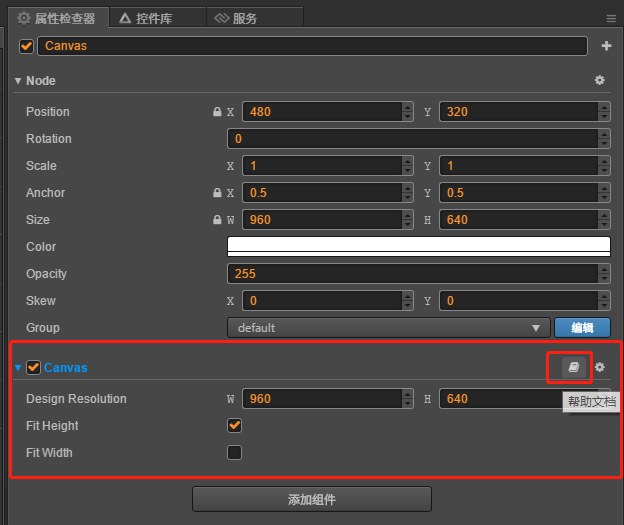 属性检查器 控件库 服务
Canvas
Node
Position X 480 Y 320
Rotation 0
Scale X 1 Y 1
Anchor X 0.5 Y 0.5
Size W 960 H 640
Color
Opacity 255
Skew X 0 Y 0
Group default 编辑
Canvas
Design Resolution W 960 H 640
帮助文档
Fit Height
Fit Width
添加组件